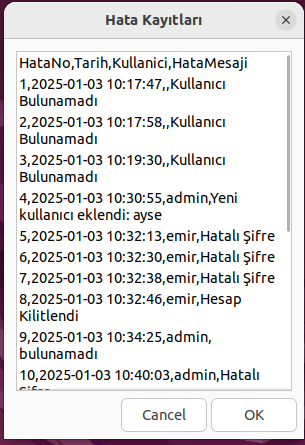 Hata Kayıtları
HataNo,Tarih,Kullanici,HataMesaji
1,2025-01-03 10:17:47,,Kullanıcı
Bulunamadı
2,2025-01-03 10:17:58,,Kullanıcı
Bulunamadı
3,2025-01-03 10:19:30,,Kullanıcı
Bulunamadı
4,2025-01-03 10:30:55,admin,Yeni
kullanıcı eklendi: ayse
5,2025-01-03 10:32:13,emir,Hatalı Şifre
6,2025-01-03 10:32:30,emir,Hatalı Şifre
7,2025-01-03 10:32:38,emir,Hatalı Şifre
8,2025-01-03 10:32:46,emir,Hesap
Kilitlendi
9,2025-01-03 10:34:25,admin,
bulunamadı
10,2025-01-03 10:40:03,admin,Hatalı
Şifre
Cancel
OK